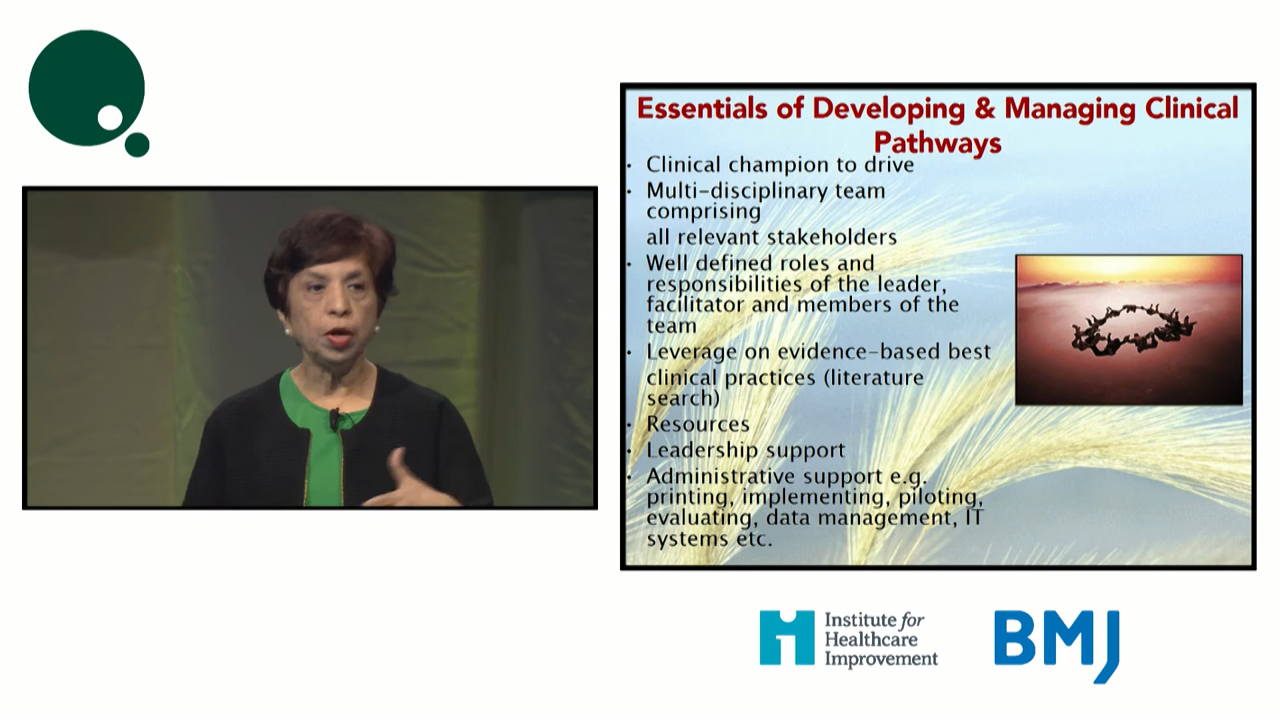 Essentials of Developing & Managing Clinical
Pathways
• Clinical champion to drive
• Multi-disciplinary team
comprising
all relevant stakeholders
• Well defined roles and
responsibilities of the leader,
facilitator and members of the
team
• Leverage on evidence-based best
clinical practices (literature
search)
• Resources
• Leadership support
• Administrative support e.g.
printing, implementing, piloting,
evaluating, data management, IT
systems etc.
Institute for
Healthcare
Improvement
BMJ